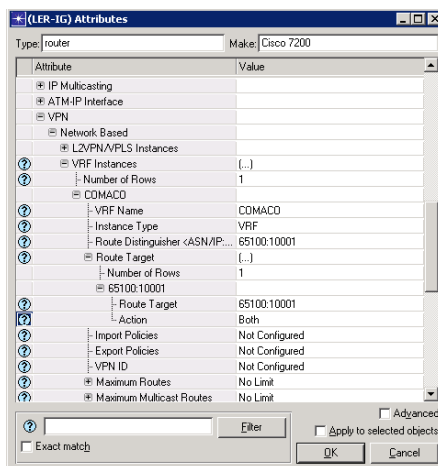 (LER-IG) Attributes
Type: router Make: Cisco 7200
Attribute Value
IP Multicasting
ATM-IP Interface
VPN
Network Based
L2VPN/VPLS Instances
VRF Instances (...)
Number of Rows 1
COMACO
VRF Name COMACO
Instance Type VRF
Route Distinguisher <ASN/IP:... 65100:10001
Route Target (...)
Number of Rows 1
65100:10001
Route Target 65100:10001
Action Both
Import Policies Not Configured
Export Policies Not Configured
VPN ID Not Configured
Maximum Routes No Limit
Maximum Multicast Routes No Limit
Advanced
Filter Apply to selected objects
Exact match OK Cancel